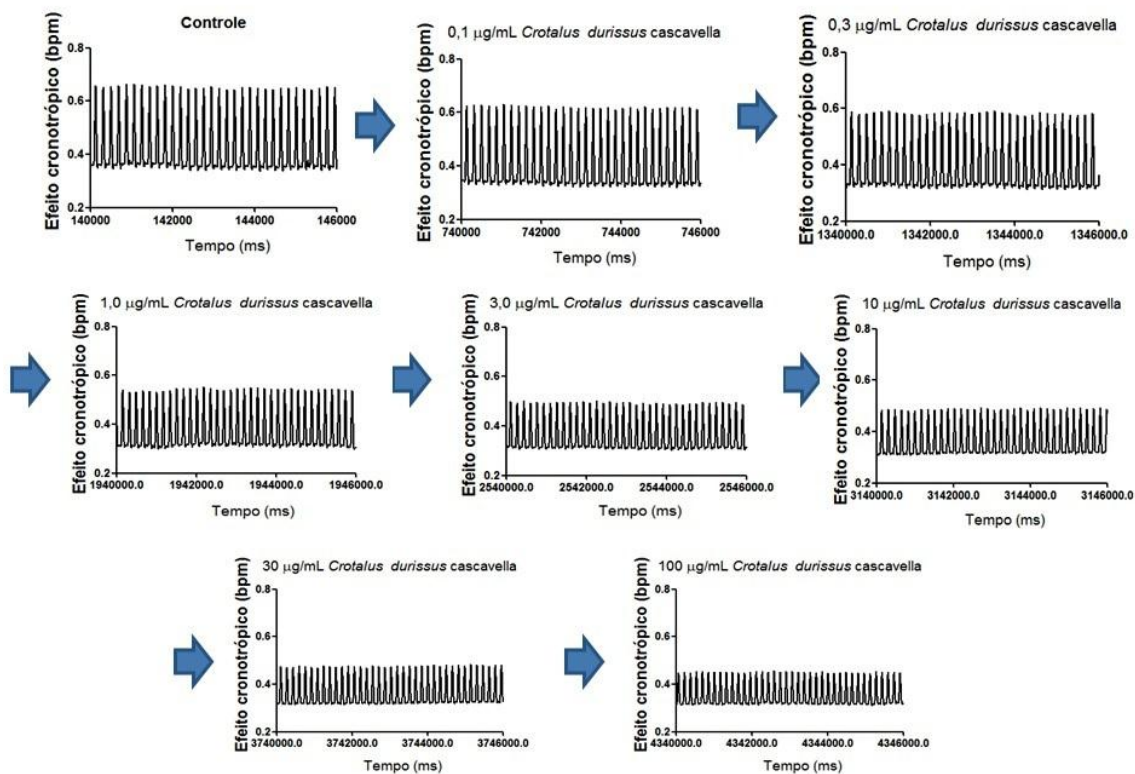 Controle
Efeito cronotrópico (bpm)
0.8
0.6
0.4
0.2
140000
142000
144000
146000
Tempo (ms)
0,1 μg/mL Crotalus durissus cascavella
Efeito cronotrópico (bpm)
0.8
0.6
0.4
0.2
740000
742000
744000
746000
Tempo (ms)
0,3 μg/mL Crotalus durissus cascavella
Efeito cronotrópico (bpm)
0.8
0.6
0.4
0.2
1340000.0
1342000.0
1344000.0
1346000.0
Tempo (ms)
1,0 μg/mL Crotalus durissus cascavella
Efeito cronotrópico (bpm)
0.8
0.6
0.4
0.2
1940000.0
1942000.0
1944000.0
1946000.0
Tempo (ms)
3,0 μg/mL Crotalus durissus cascavella
Efeito cronotrópico (bpm)
0.8
0.6
0.4
0.2
2540000.0
2542000.0
2544000.0
2546000.0
Tempo (ms)
10 μg/mL Crotalus durissus cascavella
Efeito cronotrópico (bpm)
0.8
0.6
0.4
0.2
3140000.0
3142000.0
3144000.0
3146000.0
Tempo (ms)
30 μg/mL Crotalus durissus cascavella
Efeito cronotrópico (bpm)
0.8
0.6
0.4
0.2
3740000.0
3742000.0
3744000.0
3746000.0
Tempo (ms)
100 μg/mL Crotalus durissus cascavella
Efeito cronotrópico (bpm)
0.8
0.6
0.4
0.2
4340000.0
4342000.0
4344000.0
4346000.0
Tempo (ms)